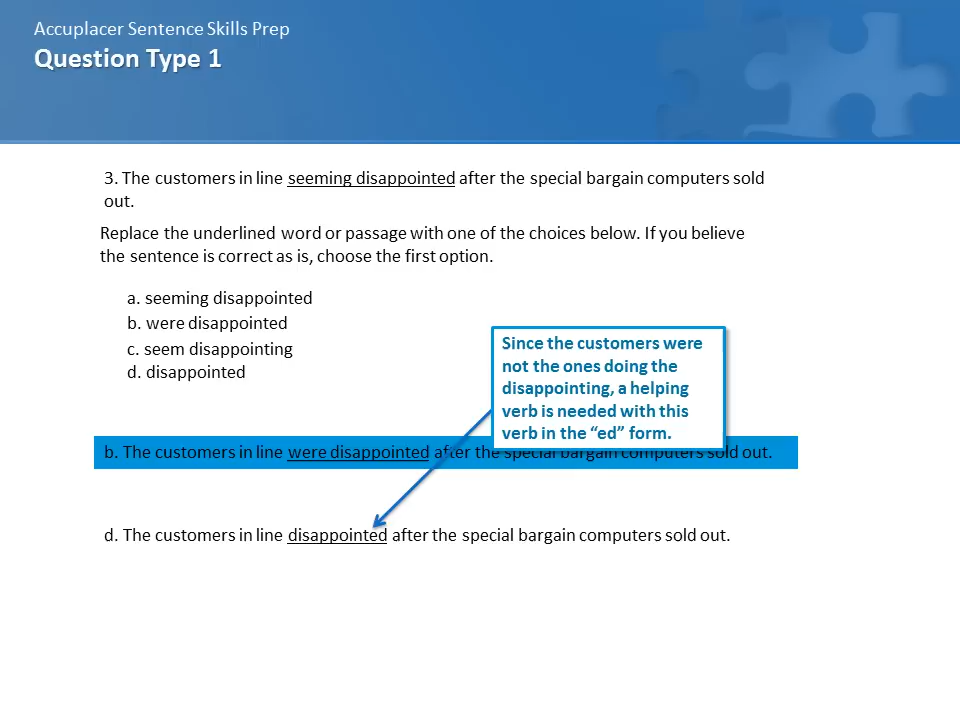 Accuplacer Sentence Skills Prep
Question Type 1
3. The customers in line seeming disappointed after the special bargain computers sold
out.
Replace the underlined word or passage with one of the choices below. If you believe
the sentence is correct as is, choose the first option.
a. seeming disappointed
b. were disappointed
c. seem disappointing
d. disappointed
Since the customers were
not the ones doing the
disappointing, a helping
verb is needed with this
verb in the “ed” form.
b. The customers in line were disappointed after the special bargain computers sold out.
d. The customers in line disappointed after the special bargain computers sold out.